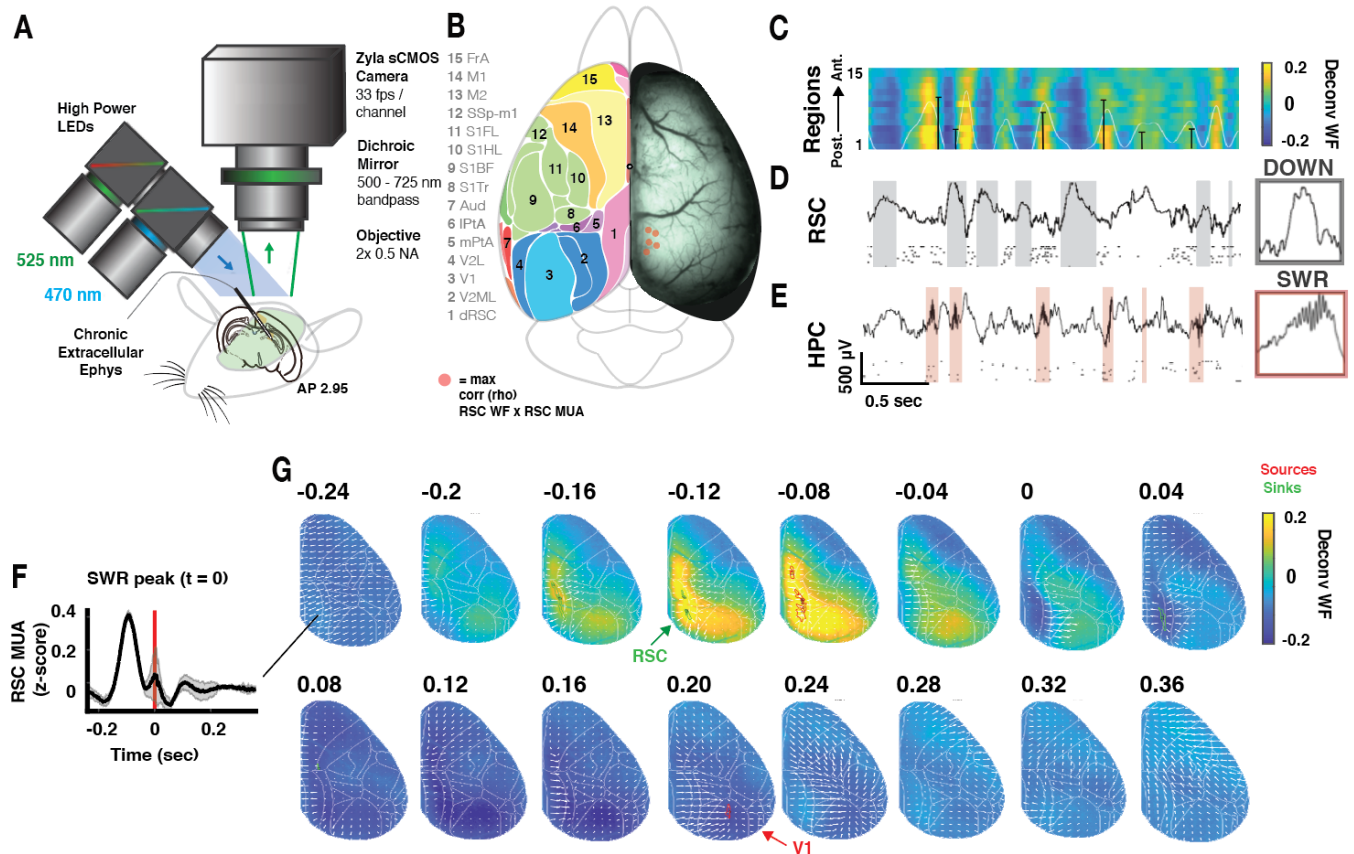 A
High Power
LEDs
525 nm
470 nm
Chronic
Extracellular
Ephys
AP 2.95
Zyla sCMOS
Camera
33 fps /
channel
Dichroic
Mirror
500 - 725 nm
bandpass
Objective
2x 0.5 NA
B
15 FrA
14 M1
13 M2
12 SSp-m1
11 S1FL
10 S1HL
9 S1BF
8 S1Tr
7 Aud
6 lPtA
5 mPtA
4 V2L
3 V1
2 V2ML
1 dRSC
15
14
13
12
11
10
9
8
7
6
5
4
3
2
1
= max
corr (rho)
RSC WF x RSC MUA
C
Regions
Post.
Ant.
15
1
0.2
0
-0.2
Deconv WF
D
RSC
DOWN
E
HPC
SWR
500 µV
0.5 sec
F
SWR peak (t = 0)
RSC MUA
(z-score)
0.4
0.2
0
-0.2
0
0.2
Time (sec)
G
-0.24
-0.2
-0.16
-0.12
-0.08
-0.04
0
0.04
RSC
Sources
Sinks
0.2
0
-0.2
Deconv WF
0.08
0.12
0.16
0.20
0.24
0.28
0.32
0.36
V1